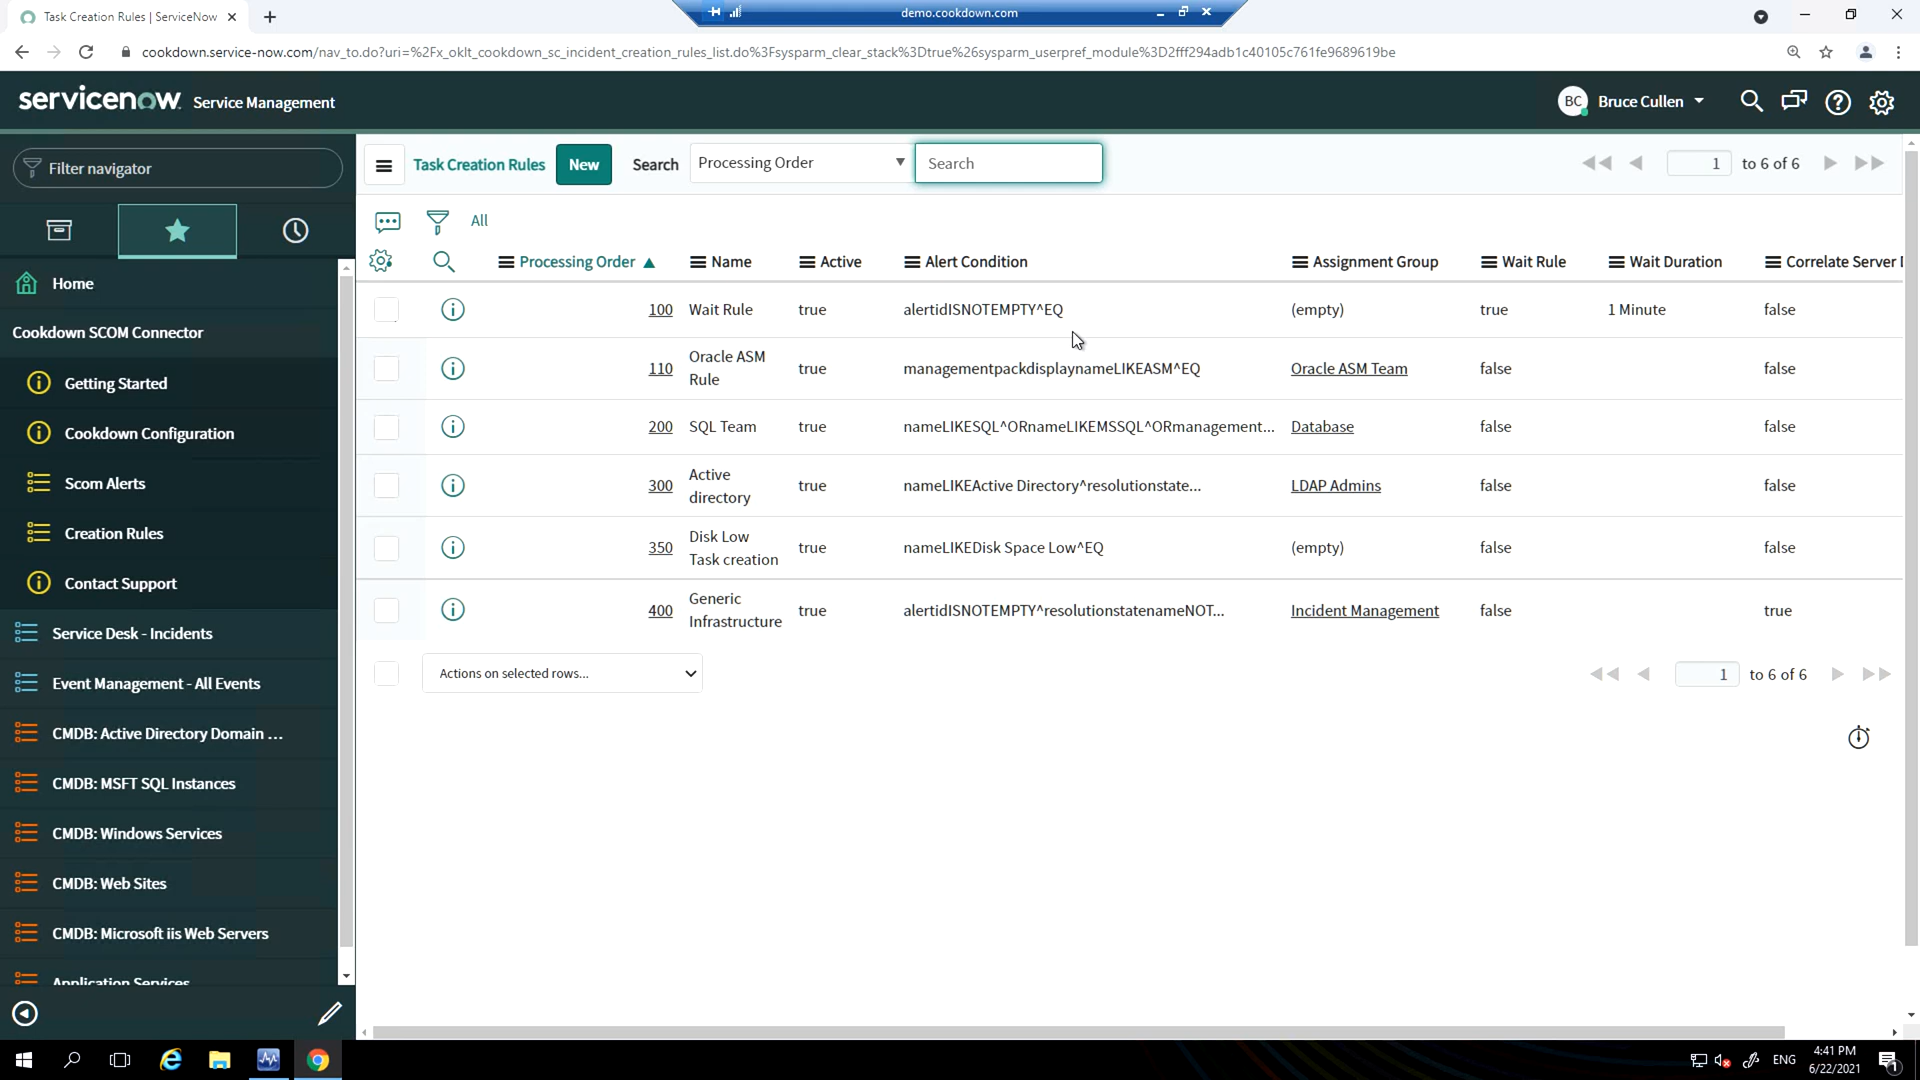 Task Creation Rules | ServiceNow
demo.cookdown.com
cookdown.service-now.com/nav_to.do?uri=%2Fx_oklt_cookdown_sc_incident_creation_rules_list.do%3Fsysparm_clear_stack%3Dtrue%26sysparm_userpref_module%3D2fff294adb1c40105c761fe9689619be
servicenow Service Management
BC Bruce Cullen
Filter navigator
Task Creation Rules New Search Processing Order Search 1 to 6 of 6
All
Processing Order Name Active Alert Condition Assignment Group Wait Rule Wait Duration Correlate Server
100 Wait Rule true alertidISNOTEMPTY^EQ (empty) true 1 Minute false
110 Oracle ASM Rule true managementpackdisplaynameLIKEASM^EQ Oracle ASM Team false false
200 SQL Team true nameLIKESQL^ORnameLIKEMSSQL^ORmanagement... Database false false
300 Active directory true nameLIKEActive Directory^resolutionstate... LDAP Admins false false
350 Disk Low Task creation true nameLIKEDisk Space Low^EQ (empty) false false
400 Generic Infrastructure true alertidISNOTEMPTY^resolutionstatenameNOT... Incident Management false true
Actions on selected rows... 1 to 6 of 6
Home
Cookdown SCOM Connector
Getting Started
Cookdown Configuration
Scom Alerts
Creation Rules
Contact Support
Service Desk - Incidents
Event Management - All Events
CMDB: Active Directory Domain ...
CMDB: MSFT SQL Instances
CMDB: Windows Services
CMDB: Web Sites
CMDB: Microsoft iis Web Servers
Application Services
ENG
4:41 PM
6/22/2021
1